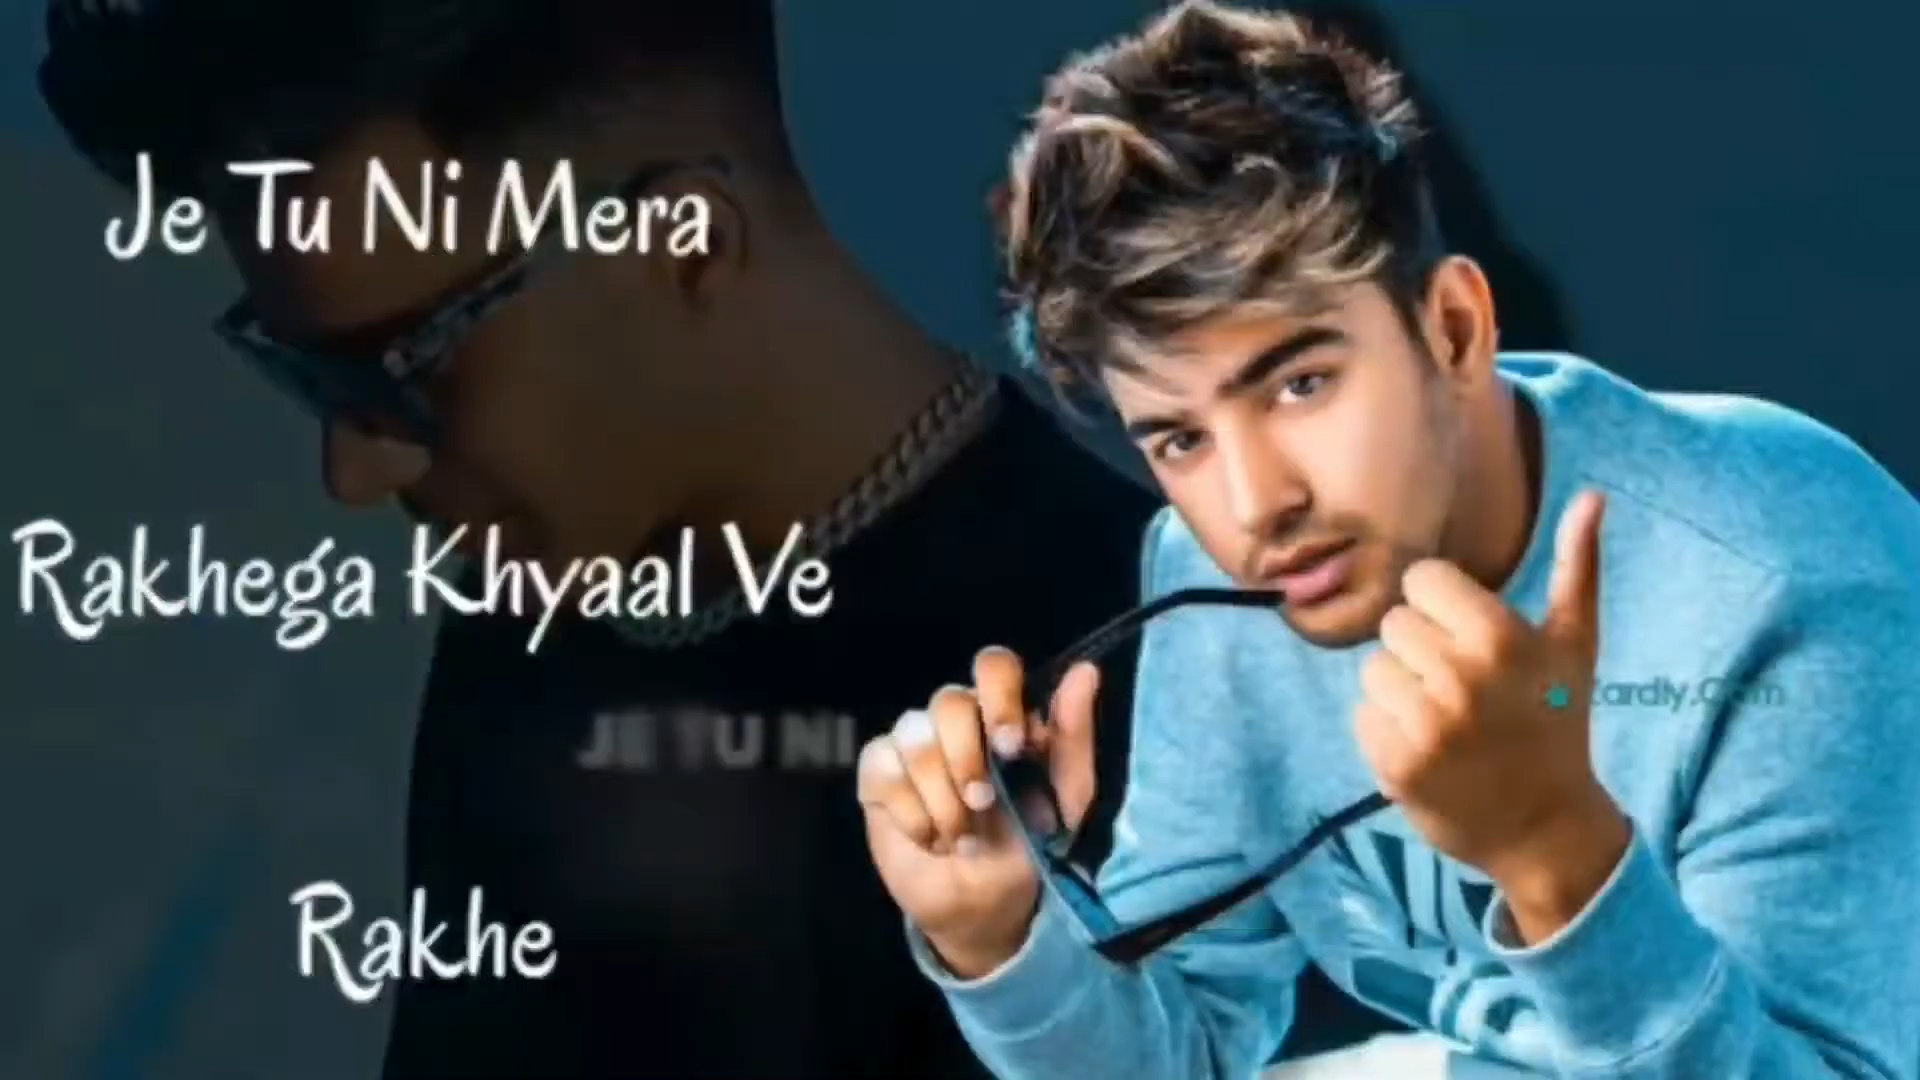 Je Tu Ni Mera
Rakhega Khyaal Ve
JE TU NI
Rakhe